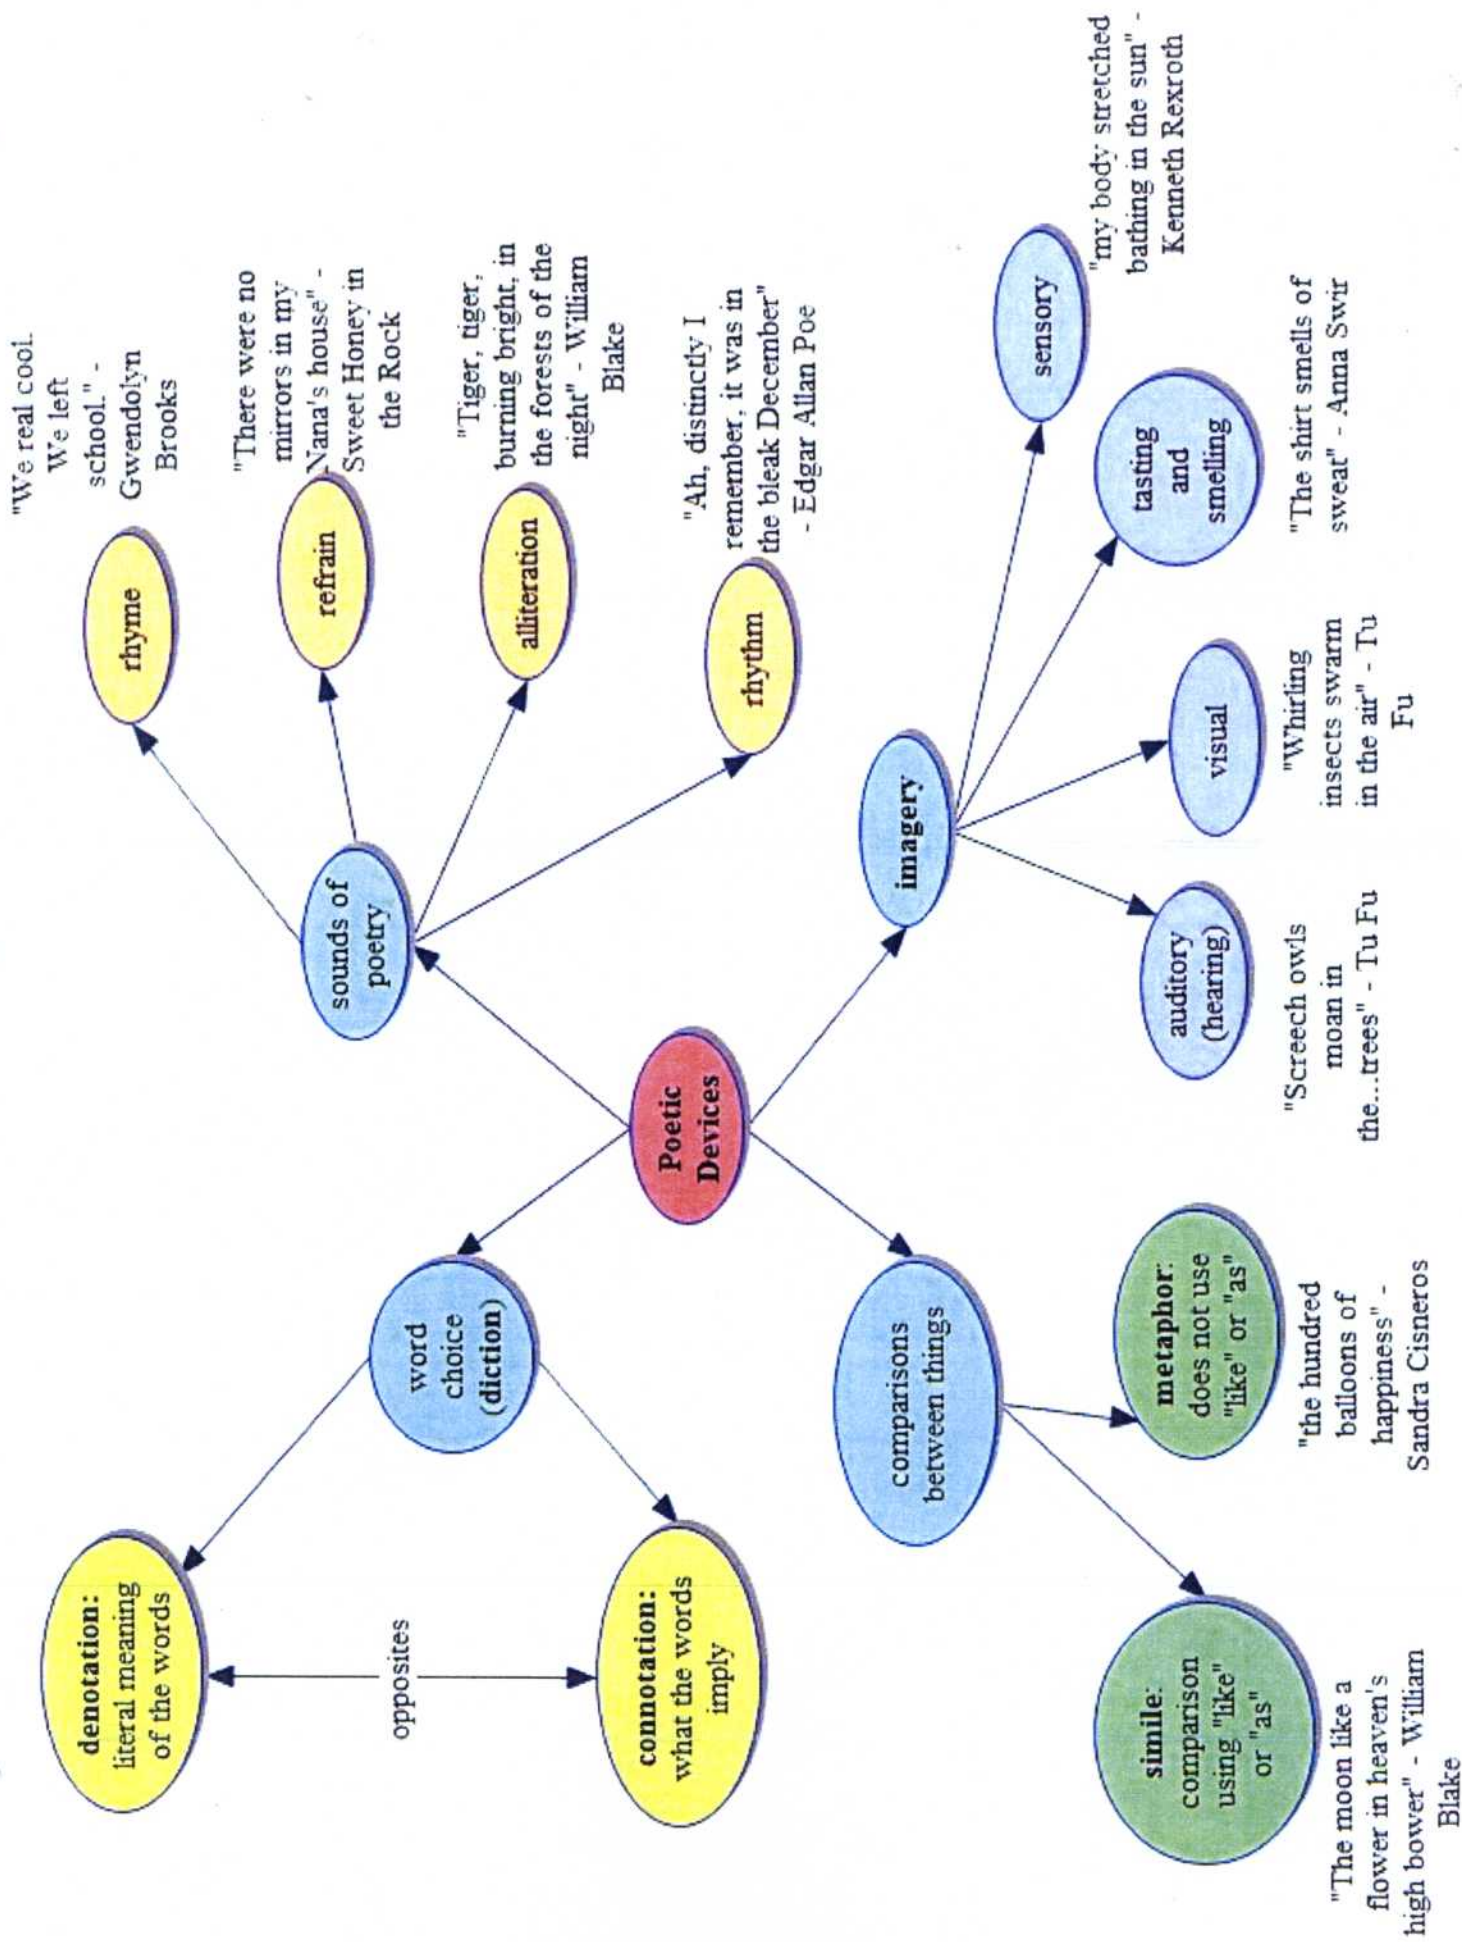 denotation:
literal meaning
of the words
opposites
connotation:
what the words
imply
word
choice
(diction)
sounds of
poetry
rhyme
"We real cool.
We left
school." -
Gwendolyn
Brooks
refrain
"There were no
mirrors in my
Nana's house" -
Sweet Honey in
the Rock
alliteration
"Tiger, tiger,
burning bright, in
the forests of the
night" - William
Blake
rhythm
"Ah, distinctly I
remember, it was in
the bleak December"
- Edgar Allan Poe
Poetic
Devices
comparisons
between things
simile:
comparison
using "like"
or "as"
"The moon like a
flower in heaven's
high bower" - William
Blake
metaphor:
does not use
"like" or "as"
"the hundred
balloons of
happiness" -
Sandra Cisneros
imagery
auditory
(hearing)
"Screech owls
moan in
the...trees" - Tu Fu
visual
"Whirling
insects swarm
in the air" - Tu
Fu
tasting
and
smelling
"The shirt smells of
sweat" - Anna Swir
sensory
"my body stretched
bathing in the sun" -
Kenneth Rexroth